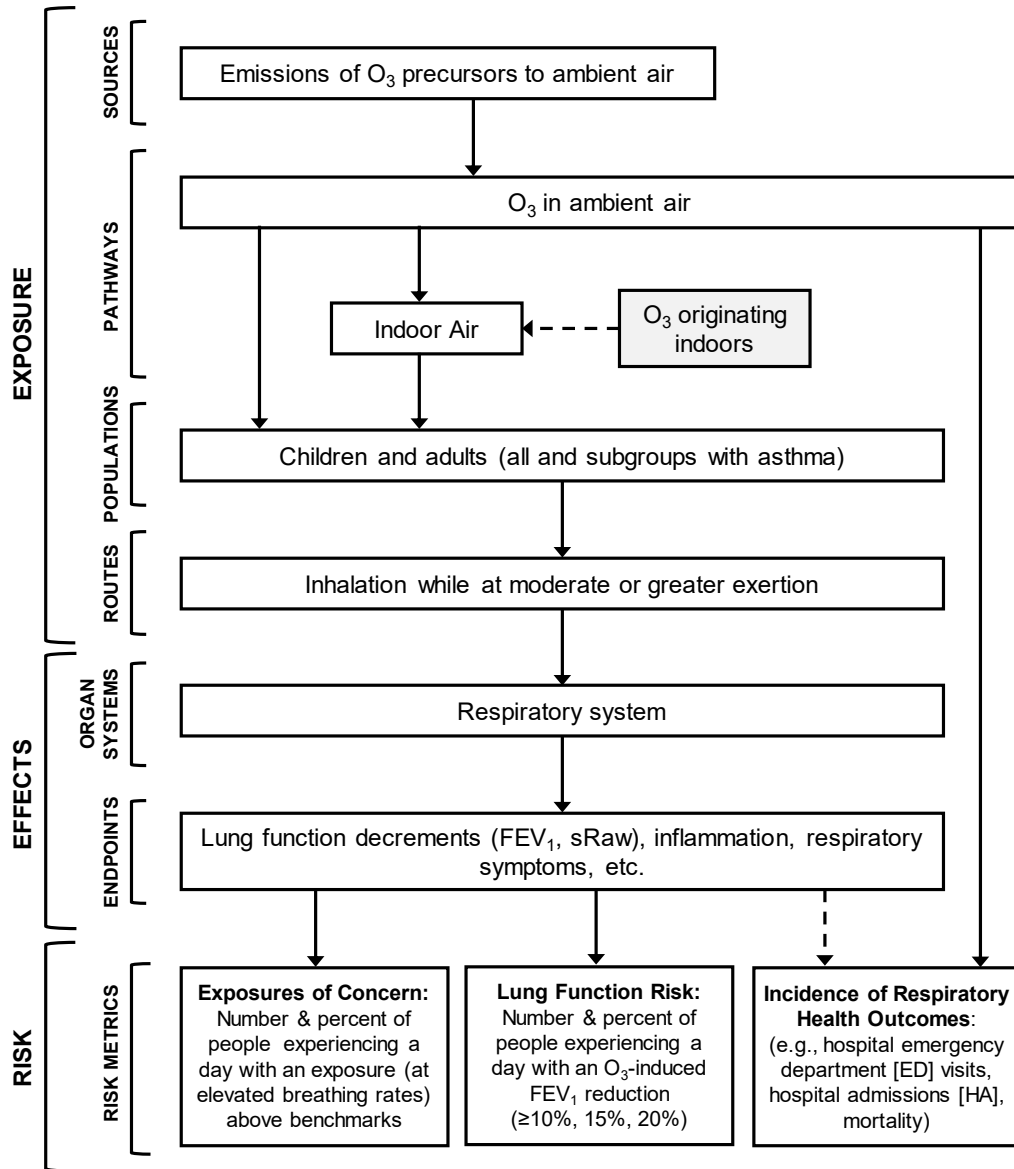 EXPOSURE
SOURCES
Emissions of O₃ precursors to ambient air
PATHWAYS
O₃ in ambient air
Indoor Air
O₃ originating
indoors
POPULATIONS
Children and adults (all and subgroups with asthma)
ROUTES
Inhalation while at moderate or greater exertion
EFFECTS
ORGAN
SYSTEMS
Respiratory system
ENDPOINTS
Lung function decrements (FEV₁, sRaw), inflammation, respiratory
symptoms, etc.
RISK
RISK METRICS
Exposures of Concern:
Number & percent of
people experiencing a
day with an exposure (at
elevated breathing rates)
above benchmarks
Lung Function Risk:
Number & percent of
people experiencing a
day with an O₃-induced
FEV₁ reduction
(≥10%, 15%, 20%)
Incidence of Respiratory
Health Outcomes:
(e.g., hospital emergency
department [ED] visits,
hospital admissions [HA],
mortality)